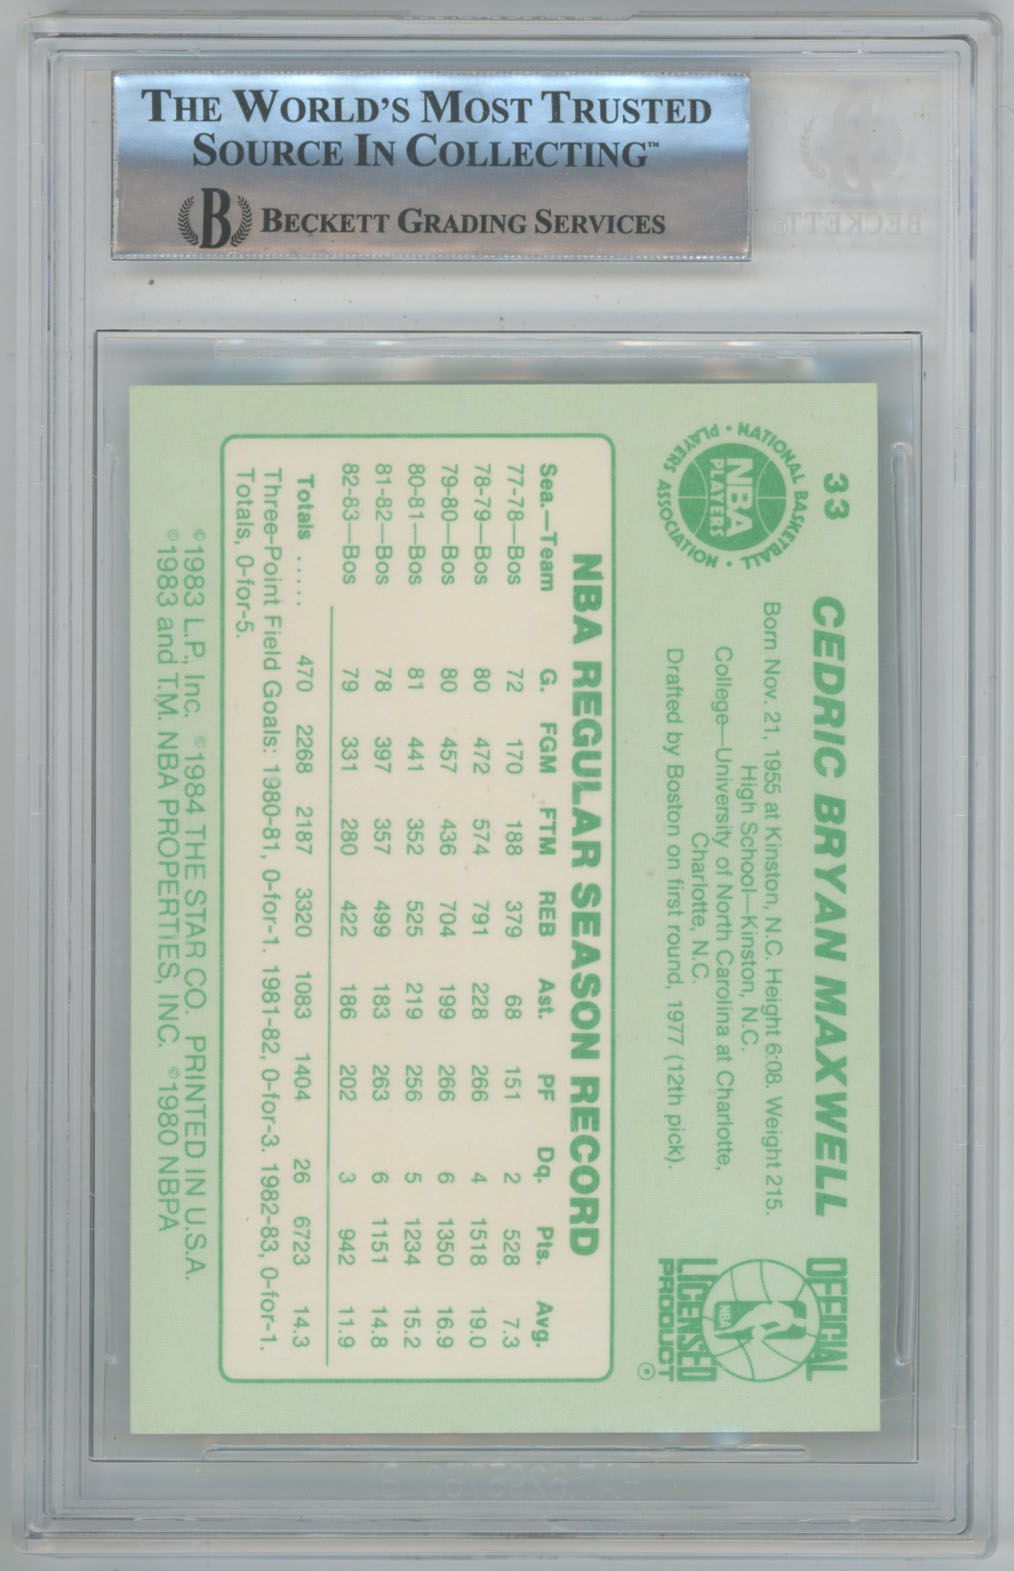 THE WORLD'S MOST TRUSTED
SOURCE IN COLLECTING™
B BECKETT GRADING SERVICES
BECKETT®
33 CEDRIC BRYAN MAXWELL
NATIONAL BASKETBALL PLAYERS ASSOCIATION
NBA PLAYERS
Born Nov. 21, 1955 at Kinston, N.C. Height 6:08. Weight 215.
High School—Kinston, N.C.
College—University of North Carolina at Charlotte,
Charlotte, N.C.
Drafted by Boston on first round, 1977 (12th pick).
OFFICIAL
NBA
LICENSED
PRODUCT ®
NBA REGULAR SEASON RECORD
Sea.—Team G. FGM FTM REB Ast. PF Dq. Pts. Avg.
77-78—Bos 72 170 188 379 68 151 2 528 7.3
78-79—Bos 80 472 574 791 228 266 4 1518 19.0
79-80—Bos 80 457 436 704 199 266 6 1350 16.9
80-81—Bos 81 441 352 525 219 256 5 1234 15.2
81-82—Bos 78 397 357 499 183 263 6 1151 14.8
82-83—Bos 79 331 280 422 186 202 3 942 11.9
Totals ..... 470 2268 2187 3320 1083 1404 26 6723 14.3
Three-Point Field Goals: 1980-81, 0-for-1. 1981-82, 0-for-3. 1982-83, 0-for-1.
Totals, 0-for-5.
©1983 L.P., Inc. ©1984 THE STAR CO. PRINTED IN U.S.A.
©1983 and T.M. NBA PROPERTIES, INC. ©1980 NBPA